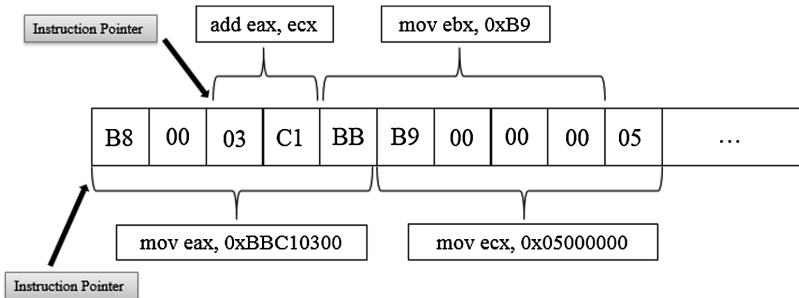 add eax, ecx
mov ebx, 0xB9
Instruction Pointer
B8 00 03 C1 BB B9 00 00 00 05 ...
mov eax, 0xBBC10300
mov ecx, 0x05000000
Instruction Pointer